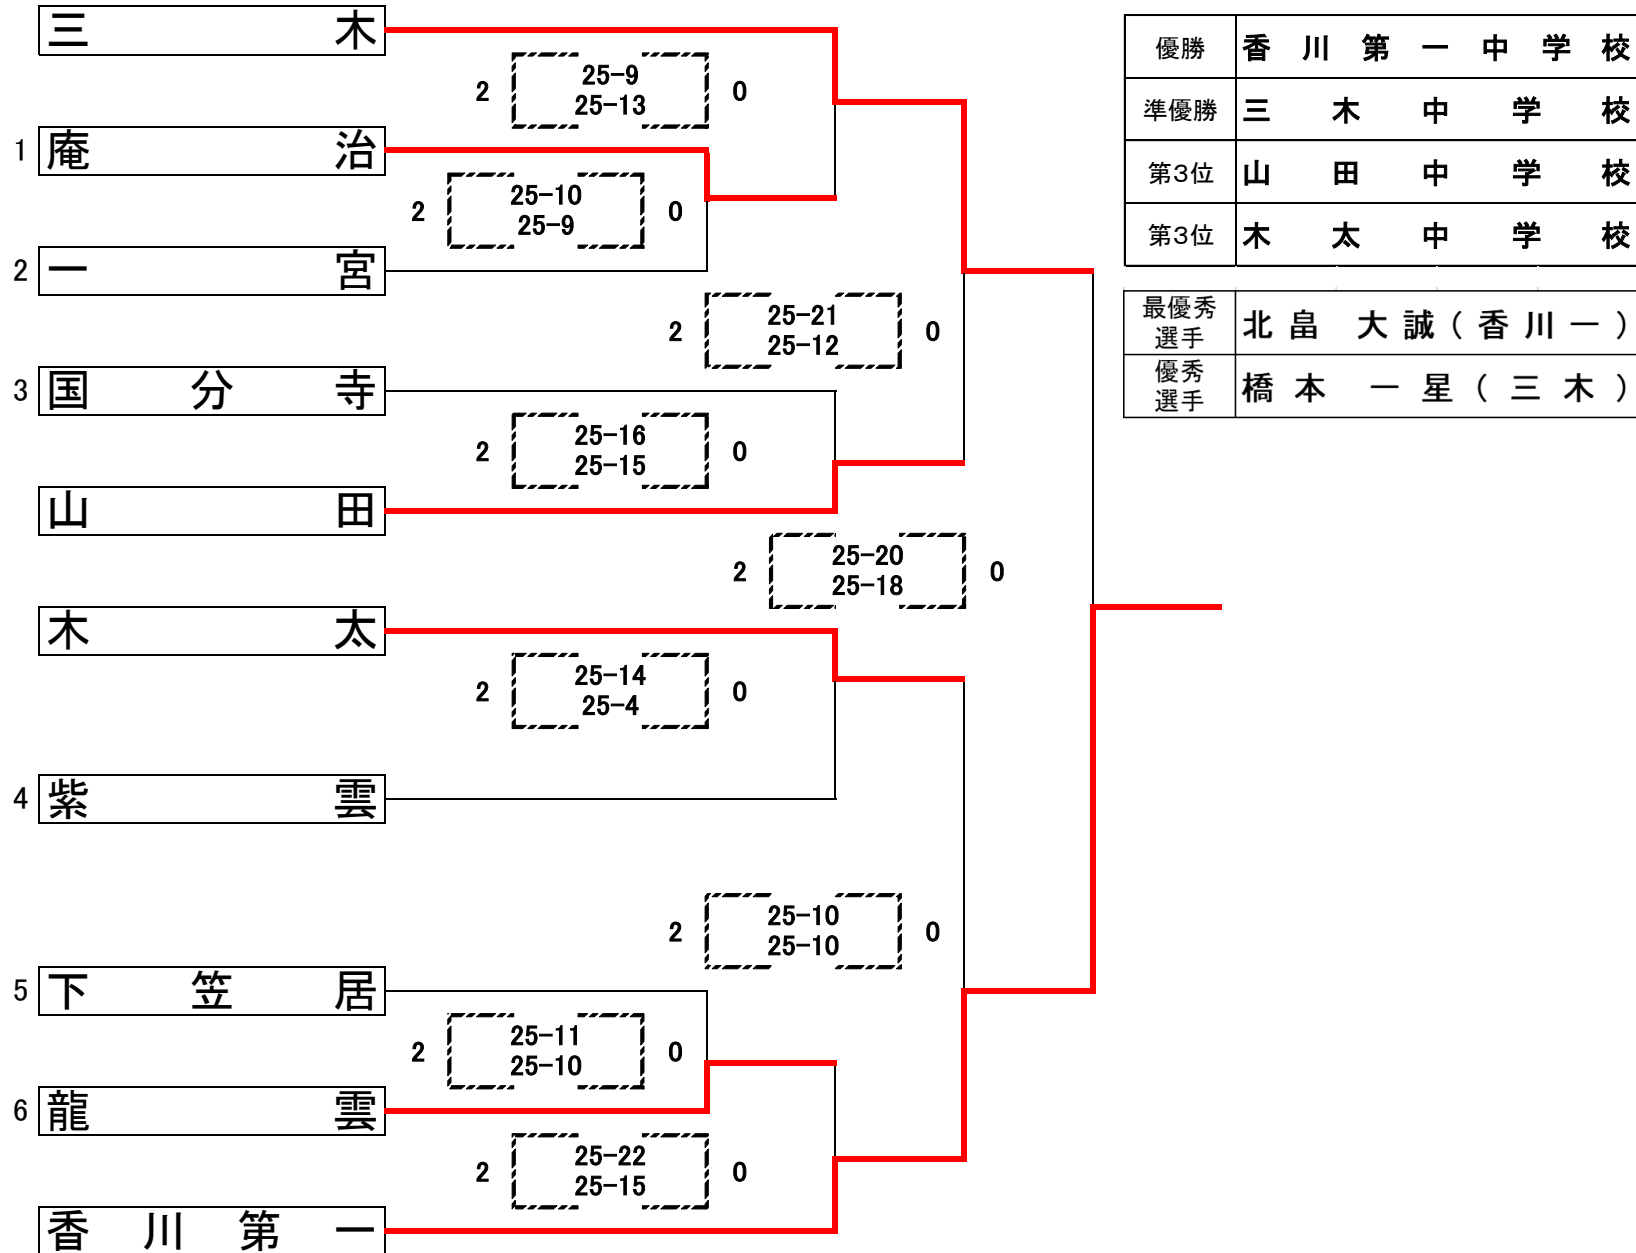 三木
2 25-9 0
25-13
1 庵治
2 25-10 0
25-9
2 一宮
2 25-21 0
25-12
3 国分寺
2 25-16 0
25-15
山田
2 25-20 0
25-18
木太
2 25-14 0
25-4
4 紫雲
2 25-10 0
25-10
5 下笠居
2 25-11 0
25-10
6 龍雲
2 25-22 0
25-15
香川第一
優勝 香川第一中学校
準優勝 三木中学校
第3位 山田中学校
第3位 木太中学校
最優秀選手 北畠 大誠(香川一)
優秀選手 橋本 一星(三木)